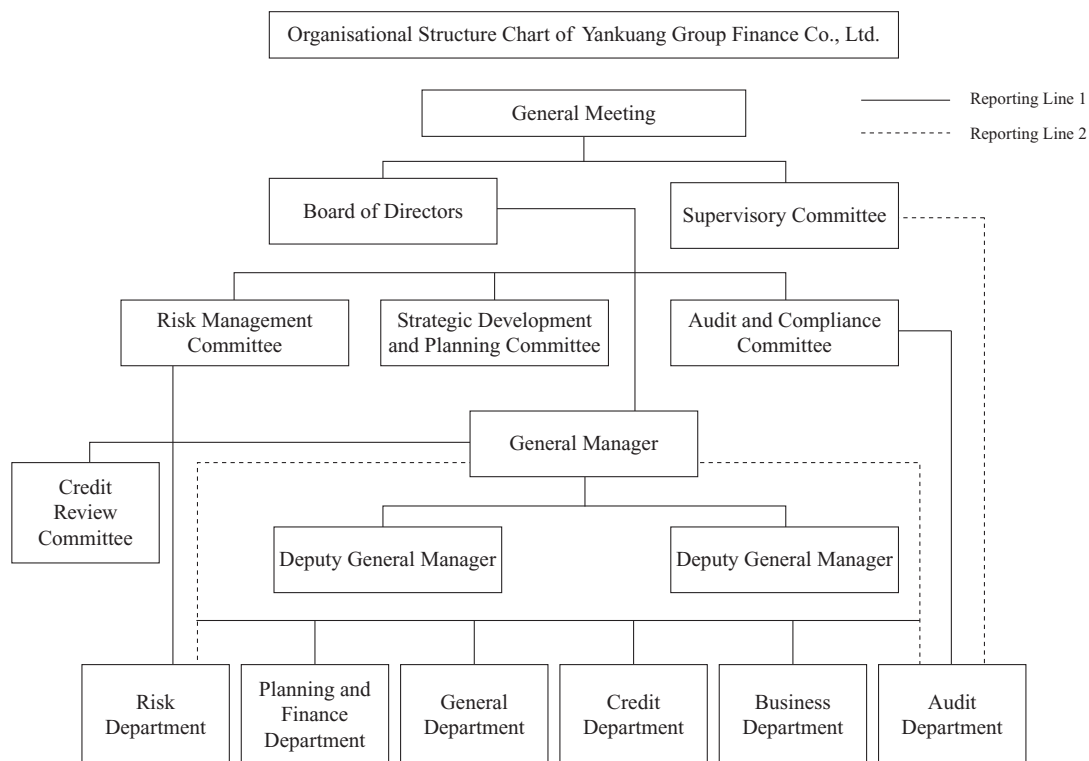 Organisational Structure Chart of Yankuang Group Finance Co., Ltd.
General Meeting
Reporting Line 1
Reporting Line 2
Board of Directors
Supervisory Committee
Risk Management
Committee
Strategic Development
and Planning Committee
Audit and Compliance
Committee
General Manager
Credit
Review
Committee
Deputy General Manager
Deputy General Manager
Risk
Department
Planning and
Finance
Department
General
Department
Credit
Department
Business
Department
Audit
Department